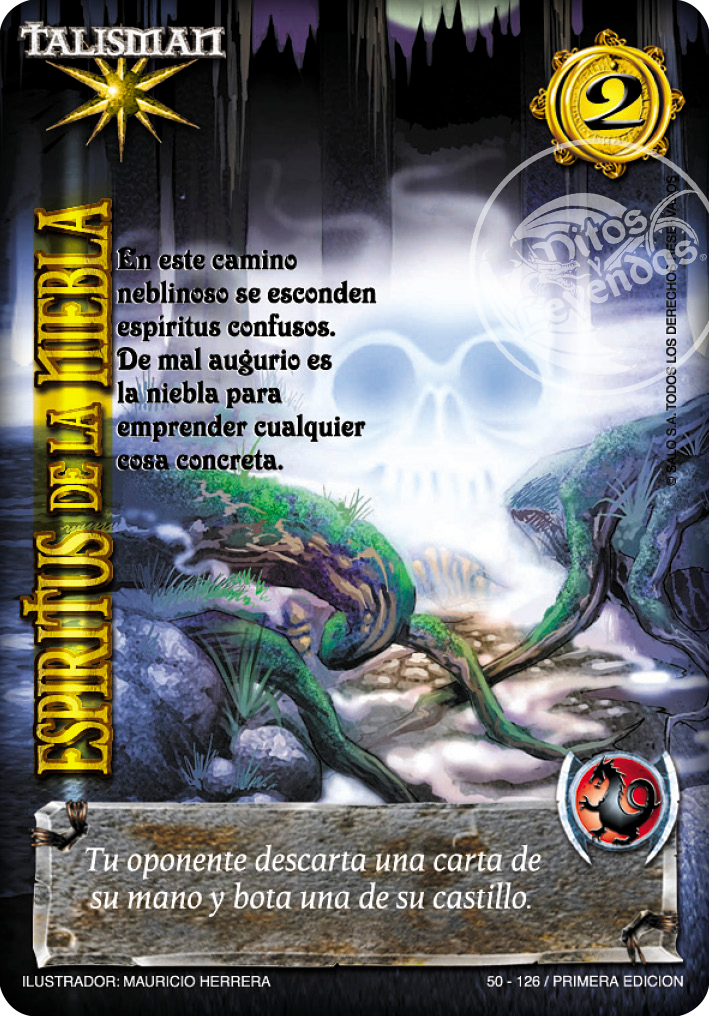 TALISMAN
2
Mitos
y
Leyendas
®
ESPIRITUS DE LA NIEBLA
En este camino
neblinoso se esconden
espíritus confusos.
De mal augurio es
la niebla para
emprender cualquier
cosa concreta.
© SALO S.A. TODOS LOS DERECHOS RESERVADOS
Tu oponente descarta una carta de
su mano y bota una de su castillo.
ILUSTRADOR: MAURICIO HERRERA
50 - 126 / PRIMERA EDICION